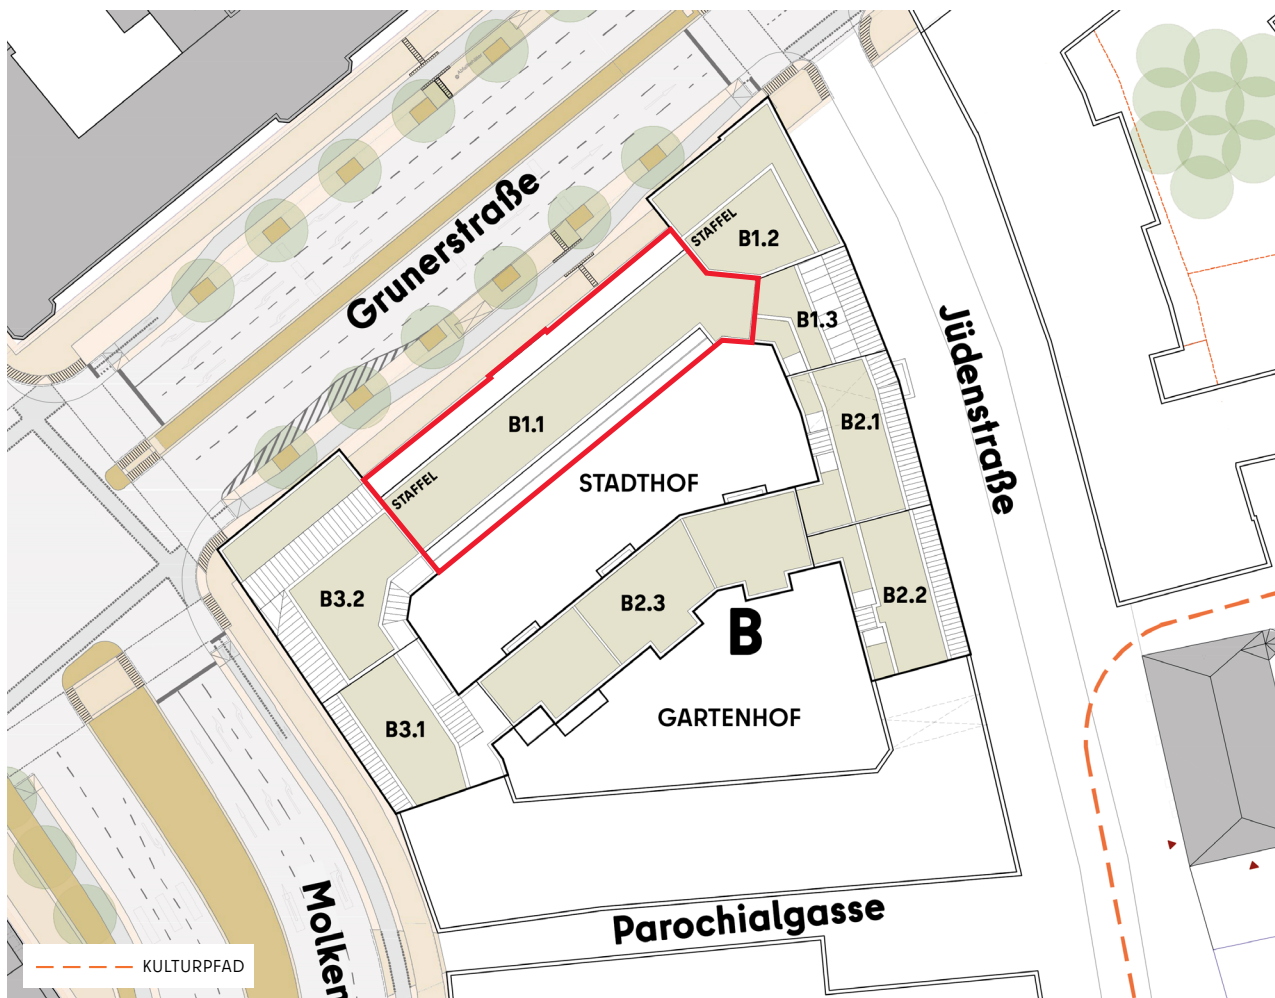 Grunerstraße
STAFFEL
B1.2
B1.3
Jüdenstraße
B1.1
B2.1
STAFFEL
STADTHOF
B3.2
B2.3
B2.2
B
B3.1
GARTENHOF
Parochialgasse
Molken
KULTURPFAD